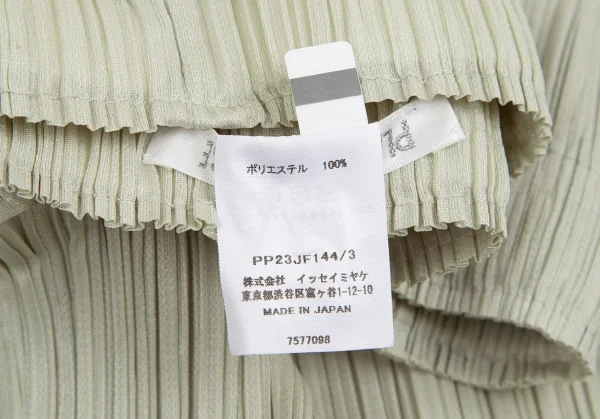 ポリエステル 100%
PP23JF144/3
株式会社 イッセイミヤケ
東京都渋谷区富ヶ谷1-12-10
MADE IN JAPAN
7577098